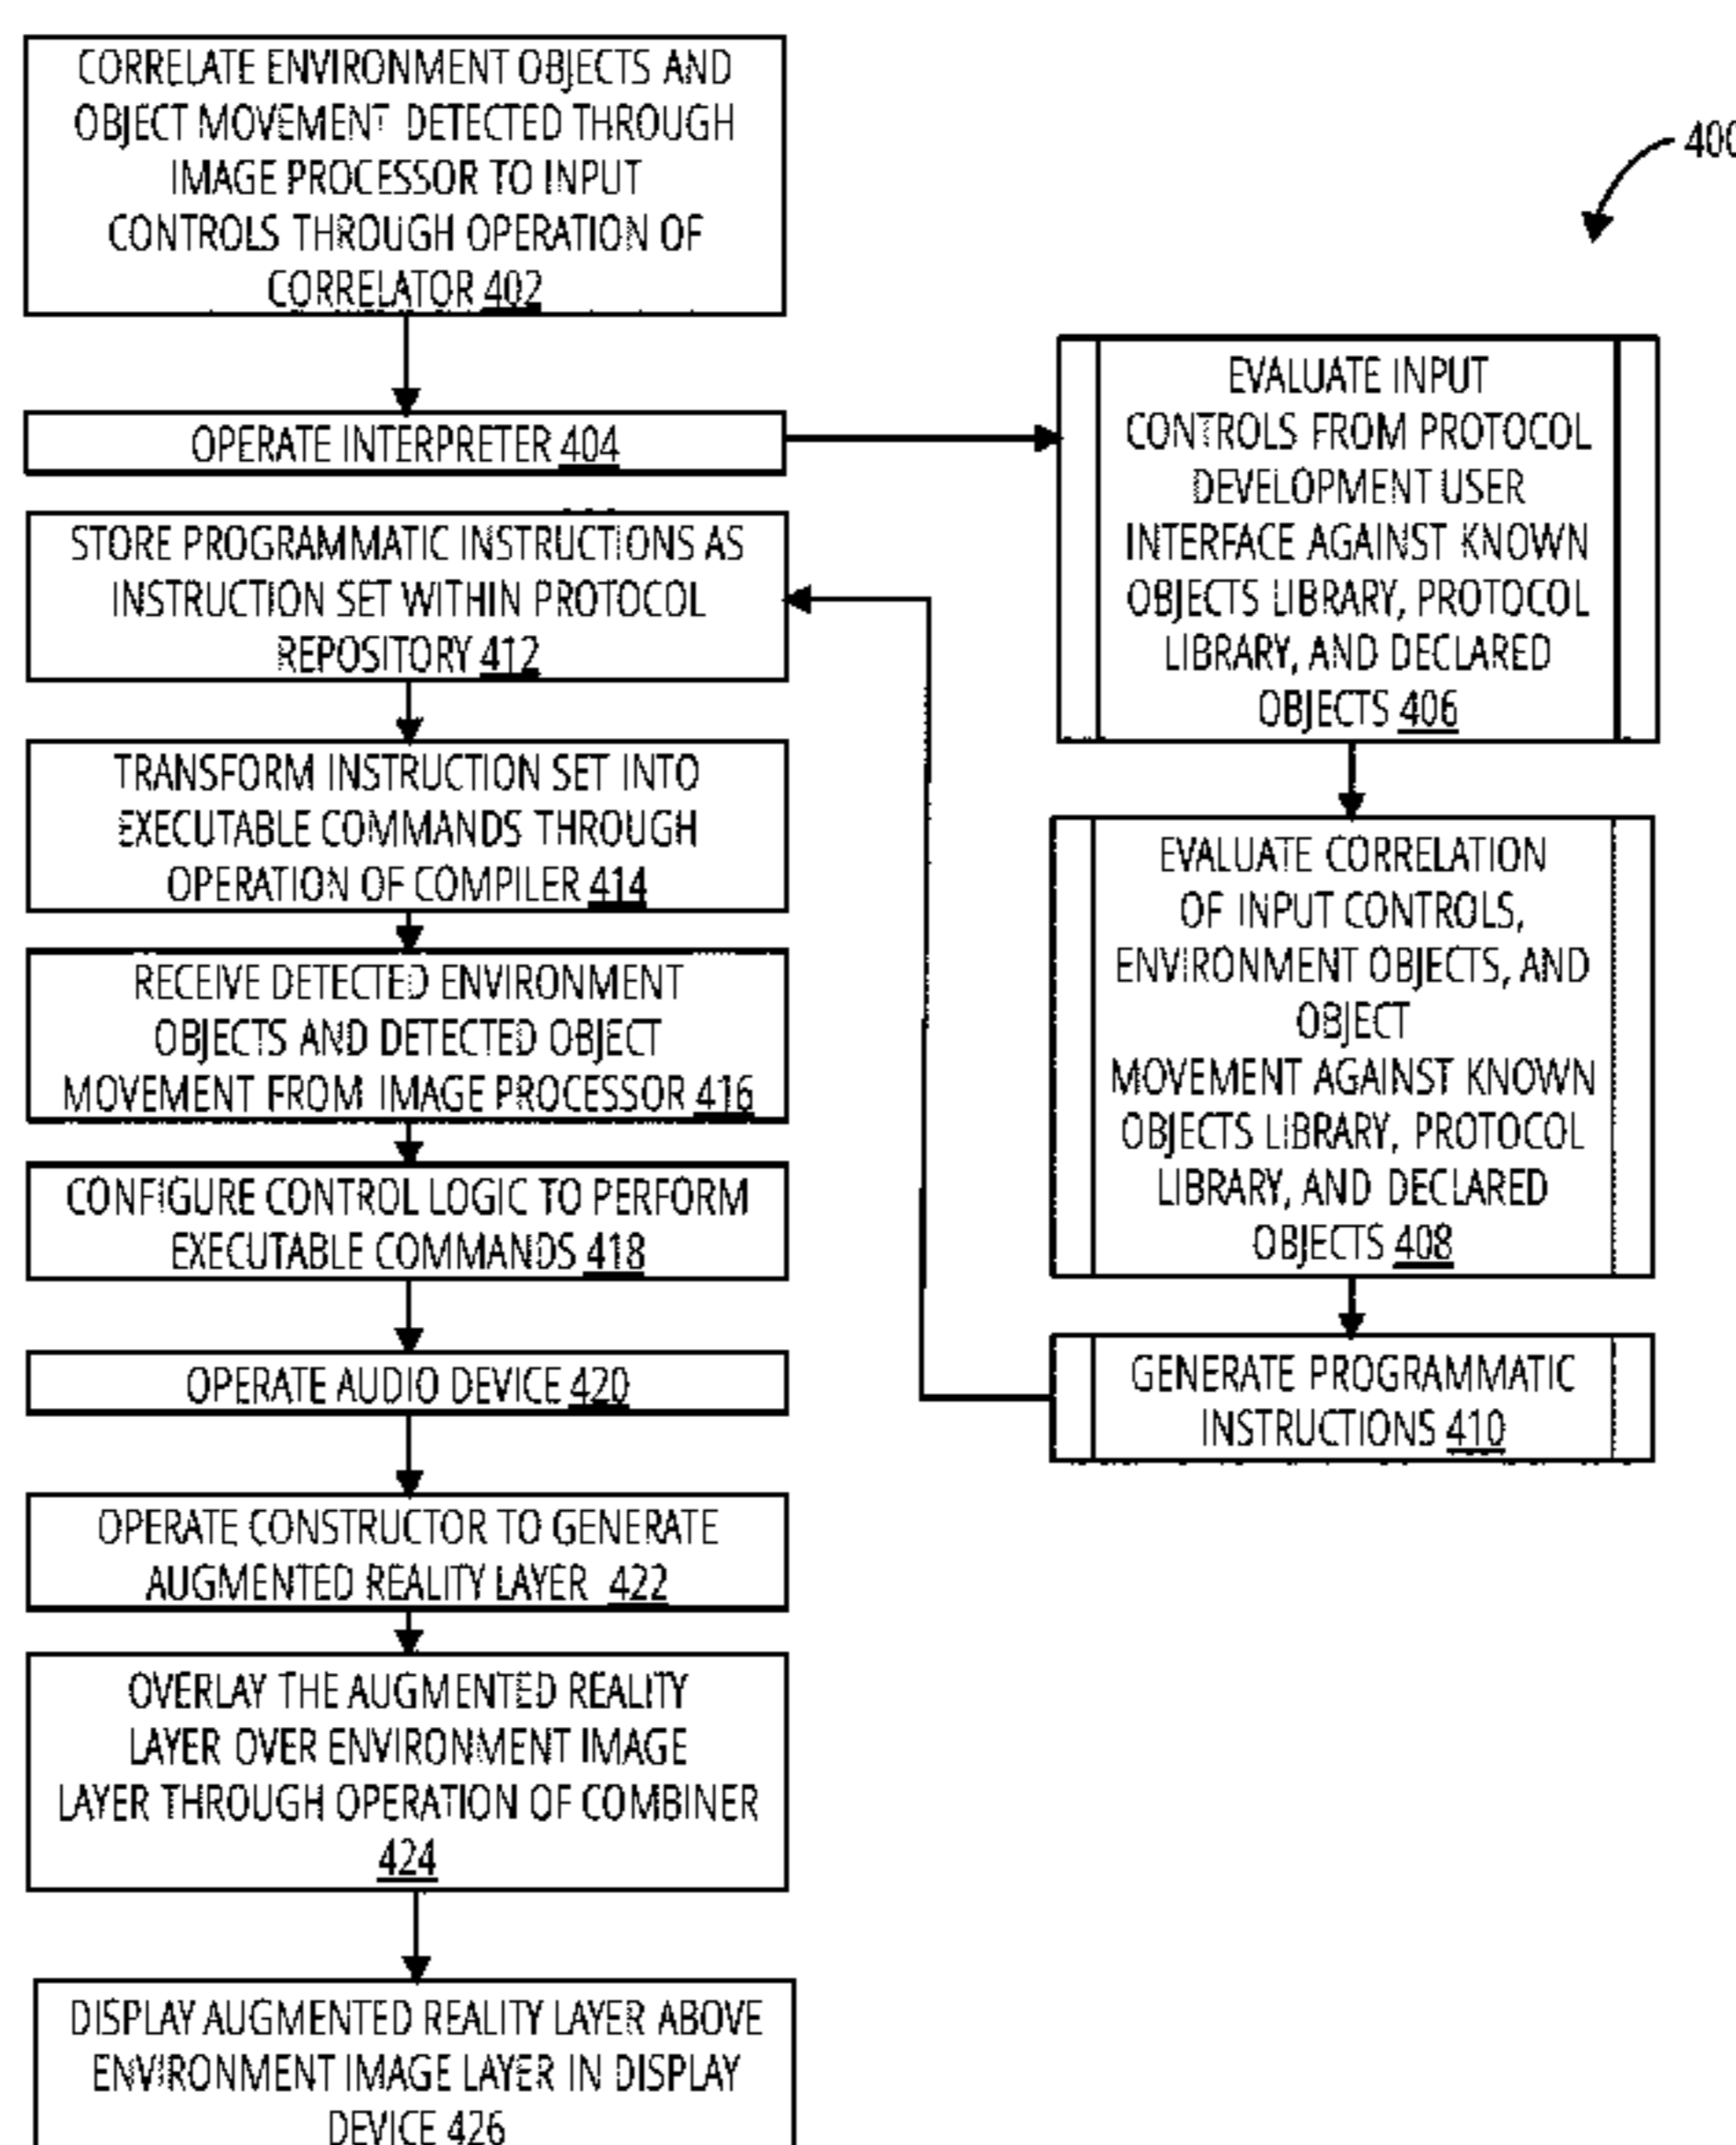 CORRELATE ENVIRONMENT OBJECTS AND
OBJECT MOVEMENT DETECTED THROUGH
IMAGE PROCESSOR TO INPUT
CONTROLS THROUGH OPERATION OF
CORRELATOR 402
400
OPERATE INTERPRETER 404
EVALUATE INPUT
CONTROLS FROM PROTOCOL
DEVELOPMENT USER
INTERFACE AGAINST KNOWN
OBJECTS LIBRARY, PROTOCOL
LIBRARY, AND DECLARED
OBJECTS 406
EVALUATE CORRELATION
OF INPUT CONTROLS,
ENVIRONMENT OBJECTS, AND
OBJECT
MOVEMENT AGAINST KNOWN
OBJECTS LIBRARY, PROTOCOL
LIBRARY, AND DECLARED
OBJECTS 408
GENERATE PROGRAMMATIC
INSTRUCTIONS 410
STORE PROGRAMMATIC INSTRUCTIONS AS
INSTRUCTION SET WITHIN PROTOCOL
REPOSITORY 412
TRANSFORM INSTRUCTION SET INTO
EXECUTABLE COMMANDS THROUGH
OPERATION OF COMPILER 414
RECEIVE DETECTED ENVIRONMENT
OBJECTS AND DETECTED OBJECT
MOVEMENT FROM IMAGE PROCESSOR 416
CONFIGURE CONTROL LOGIC TO PERFORM
EXECUTABLE COMMANDS 418
OPERATE AUDIO DEVICE 420
OPERATE CONSTRUCTOR TO GENERATE
AUGMENTED REALITY LAYER 422
OVERLAY THE AUGMENTED REALITY
LAYER OVER ENVIRONMENT IMAGE
LAYER THROUGH OPERATION OF COMBINER
424
DISPLAY AUGMENTED REALITY LAYER ABOVE
ENVIRONMENT IMAGE LAYER IN DISPLAY
DEVICE 426